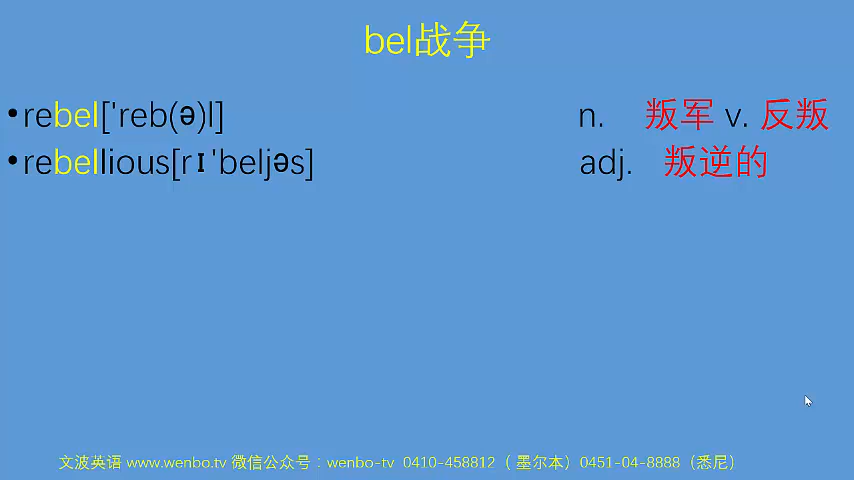 bel战争
•rebel['reb(ə)l] n. 叛军 v. 反叛
•rebellious[rɪ'beljəs] adj. 叛逆的
文波英语 www.wenbo.tv 微信公众号：wenbo-tv 0410-458812（ 墨尔本）0451-04-8888（悉尼）